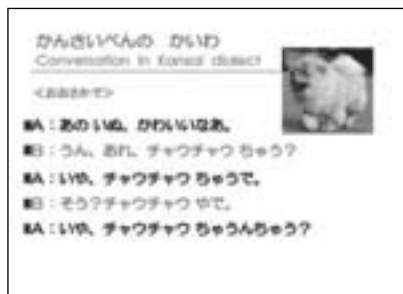 かんさいべんの かいわ
Conversation in Kansai dialect
<おおさかで>
■A：あの いぬ、かわいいなあ。
■B：うん、あれ、チャウチャウ ちゃう？
■A：いや、チャウチャウ ちゃうで。
■B：そう？チャウチャウ やで。
■A：いや、チャウチャウ ちゃうんちゃう？